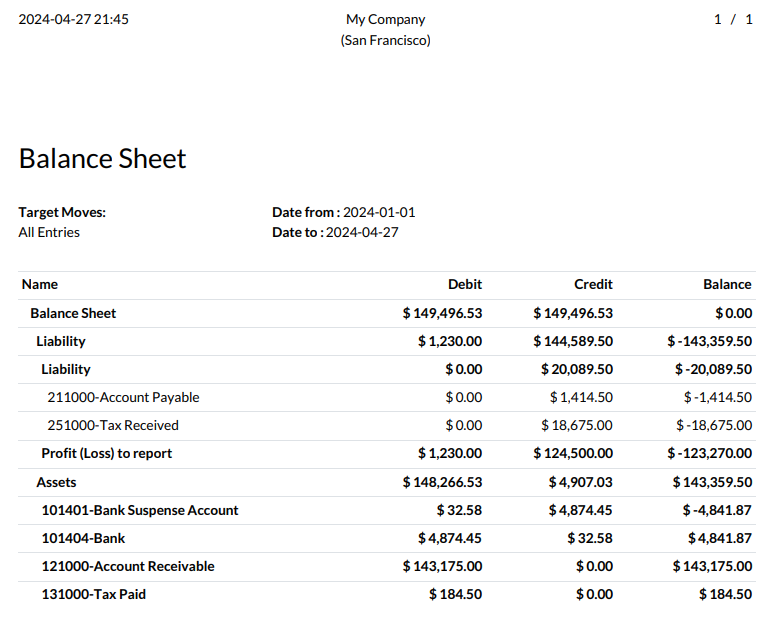 2024-04-27 21:45 My Company 1 / 1
(San Francisco)
Balance Sheet
Target Moves: Date from : 2024-01-01
All Entries Date to : 2024-04-27
Name Debit Credit Balance
Balance Sheet $ 149,496.53 $ 149,496.53 $ 0.00
Liability $ 1,230.00 $ 144,589.50 $ -143,359.50
Liability $ 0.00 $ 20,089.50 $ -20,089.50
211000-Account Payable $ 0.00 $ 1,414.50 $ -1,414.50
251000-Tax Received $ 0.00 $ 18,675.00 $ -18,675.00
Profit (Loss) to report $ 1,230.00 $ 124,500.00 $ -123,270.00
Assets $ 148,266.53 $ 4,907.03 $ 143,359.50
101401-Bank Suspense Account $ 32.58 $ 4,874.45 $ -4,841.87
101404-Bank $ 4,874.45 $ 32.58 $ 4,841.87
121000-Account Receivable $ 143,175.00 $ 0.00 $ 143,175.00
131000-Tax Paid $ 184.50 $ 0.00 $ 184.50